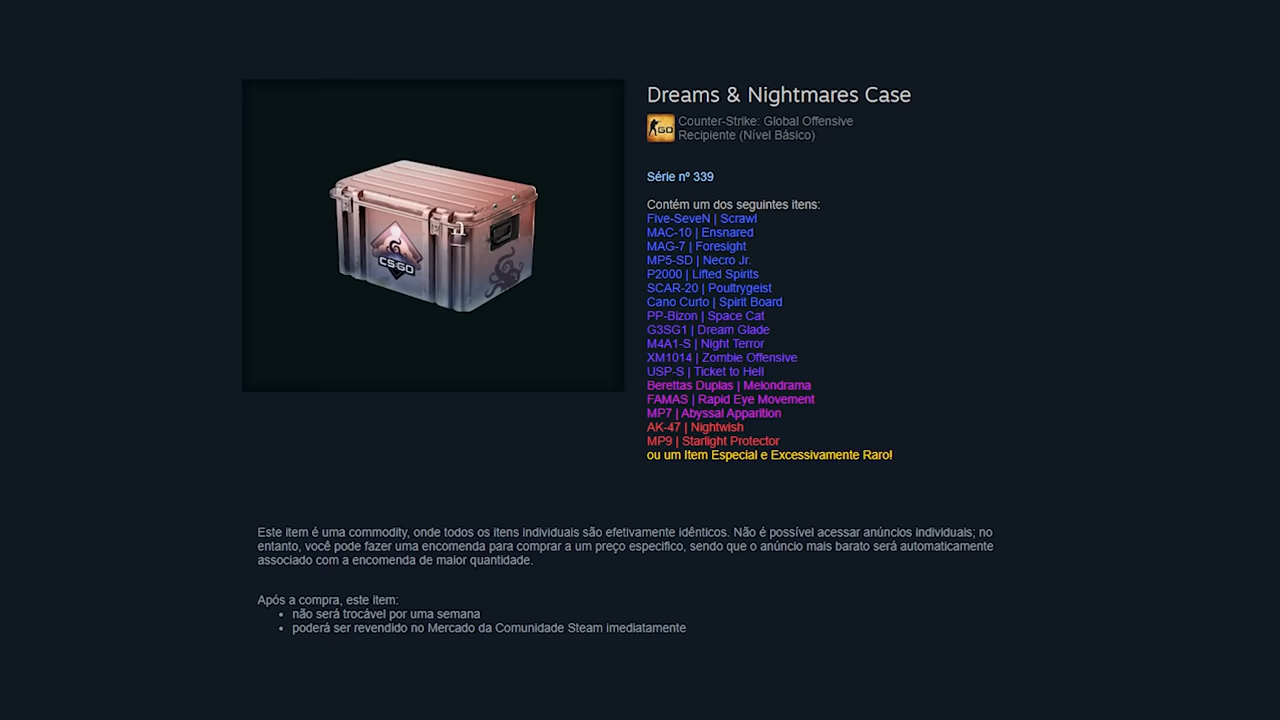 Dreams & Nightmares Case
GO
Counter-Strike: Global Offensive
Recipiente (Nível Básico)
Série nº 339
Contém um dos seguintes itens:
Five-SeveN | Scrawl
MAC-10 | Ensnared
MAG-7 | Foresight
MP5-SD | Necro Jr.
P2000 | Lifted Spirits
SCAR-20 | Poultrygeist
Cano Curto | Spirit Board
PP-Bizon | Space Cat
G3SG1 | Dream Glade
M4A1-S | Night Terror
XM1014 | Zombie Offensive
USP-S | Ticket to Hell
Berettas Duplas | Melondrama
FAMAS | Rapid Eye Movement
MP7 | Abyssal Apparition
AK-47 | Nightwish
MP9 | Starlight Protector
ou um Item Especial e Excessivamente Raro!
CS:GO
Este item é uma commodity, onde todos os itens individuais são efetivamente idênticos. Não é possível acessar anúncios individuais; no
entanto, você pode fazer uma encomenda para comprar a um preço específico, sendo que o anúncio mais barato será automaticamente
associado com a encomenda de maior quantidade.
Após a compra, este item:
• não será trocável por uma semana
• poderá ser revendido no Mercado da Comunidade Steam imediatamente